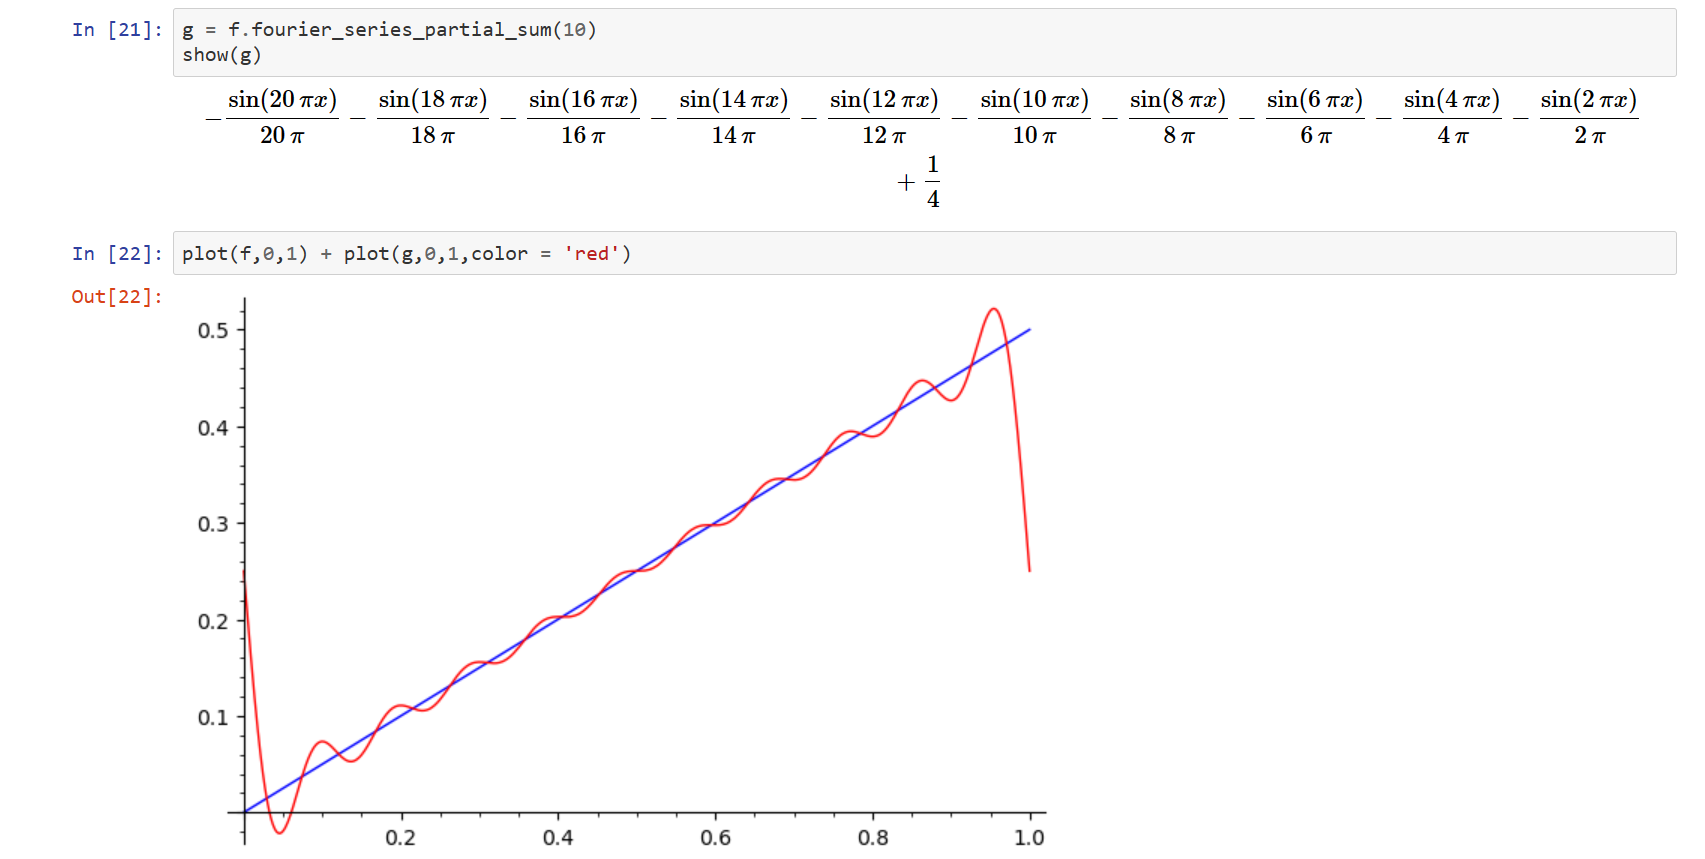 In [21]: g = f.fourier_series_partial_sum(10)
show(g)
− sin(20 πx)/20 π − sin(18 πx)/18 π − sin(16 πx)/16 π − sin(14 πx)/14 π − sin(12 πx)/12 π − sin(10 πx)/10 π − sin(8 πx)/8 π − sin(6 πx)/6 π − sin(4 πx)/4 π − sin(2 πx)/2 π
+ 1/4
In [22]: plot(f,0,1) + plot(g,0,1,color = 'red')
Out[22]:
0.5
0.4
0.3
0.2
0.1
0.2 0.4 0.6 0.8 1.0